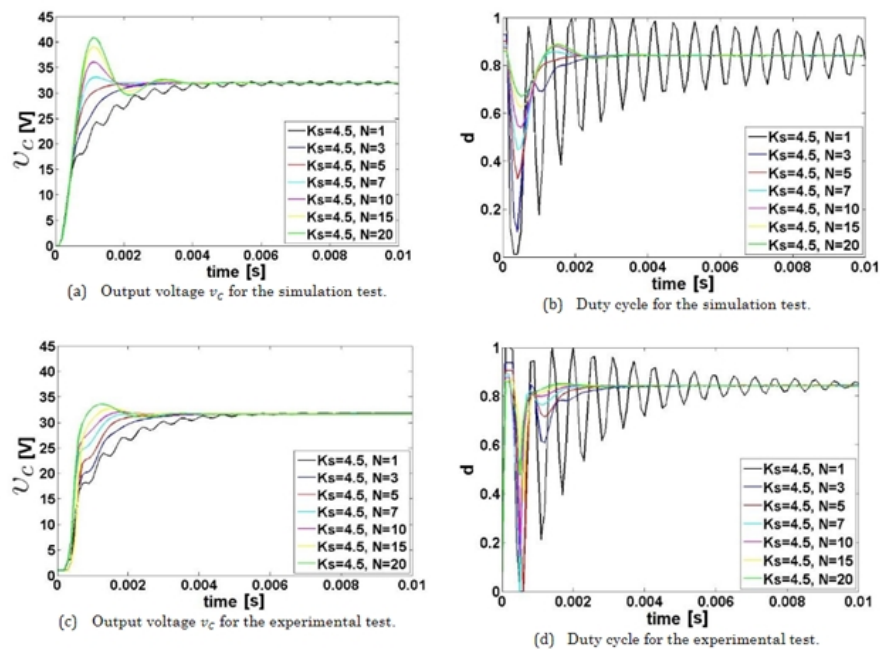 45
40
35
30
25
20
15
10
5
0
v_C [V]
Ks=4.5, N=1
Ks=4.5, N=3
Ks=4.5, N=5
Ks=4.5, N=7
Ks=4.5, N=10
Ks=4.5, N=15
Ks=4.5, N=20
0 0.002 0.004 0.006 0.008 0.01
time [s]
(a) Output voltage v_C for the simulation test.
1
0.8
0.6
0.4
0.2
0
d
Ks=4.5, N=1
Ks=4.5, N=3
Ks=4.5, N=5
Ks=4.5, N=7
Ks=4.5, N=10
Ks=4.5, N=15
Ks=4.5, N=20
0 0.002 0.004 0.006 0.008 0.01
time [s]
(b) Duty cycle for the simulation test.
45
40
35
30
25
20
15
10
5
0
v_C [V]
Ks=4.5, N=1
Ks=4.5, N=3
Ks=4.5, N=5
Ks=4.5, N=7
Ks=4.5, N=10
Ks=4.5, N=15
Ks=4.5, N=20
0 0.002 0.004 0.006 0.008 0.01
time [s]
(c) Output voltage v_C for the experimental test.
1
0.8
0.6
0.4
0.2
0
d
Ks=4.5, N=1
Ks=4.5, N=3
Ks=4.5, N=5
Ks=4.5, N=7
Ks=4.5, N=10
Ks=4.5, N=15
Ks=4.5, N=20
0 0.002 0.004 0.006 0.008 0.01
time [s]
(d) Duty cycle for the experimental test.